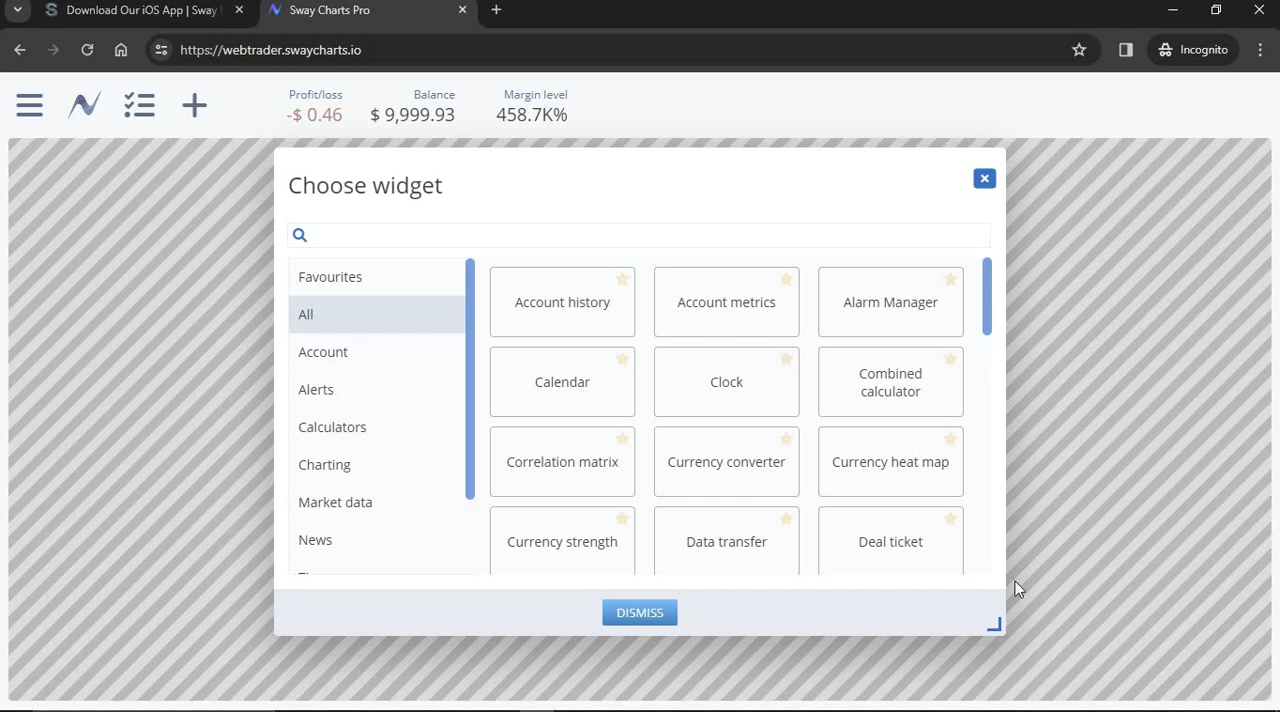 Download Our iOS App | Sway
Sway Charts Pro
https://webtrader.swaycharts.io
Incognito
Profit/loss
Balance
Margin level
-$ 0.46
$ 9,999.93
458.7K%
Choose widget
Favourites
All
Account
Alerts
Calculators
Charting
Market data
News
Account history
Account metrics
Alarm Manager
Calendar
Clock
Combined
calculator
Correlation matrix
Currency converter
Currency heat map
Currency strength
Data transfer
Deal ticket
DISMISS